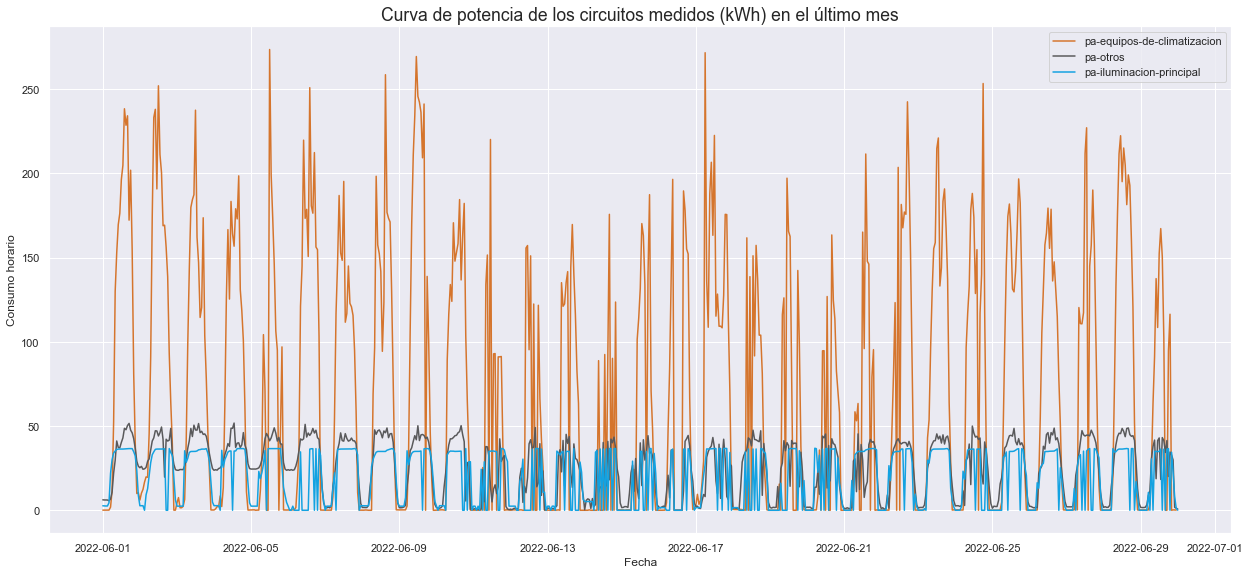 Curva de potencia de los circuitos medidos (kWh) en el último mes
pa-equipos-de-climatizacion
pa-otros
pa-iluminacion-principal
Consumo horario
250
200
150
100
50
0
2022-06-01
2022-06-05
2022-06-09
2022-06-13
2022-06-17
2022-06-21
2022-06-25
2022-06-29
2022-07-01
Fecha